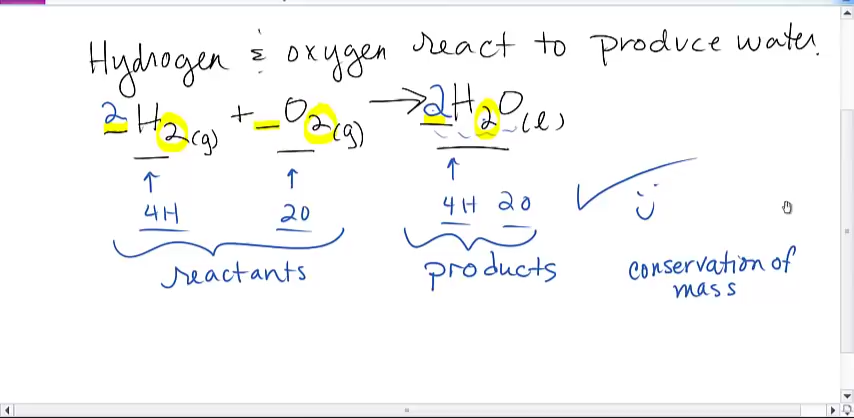 Hydrogen & oxygen react to produce water.
2H2(g) + _O2(g) → 2H2O(l)
4H 2O 4H 2O
reactants products conservation of
mass